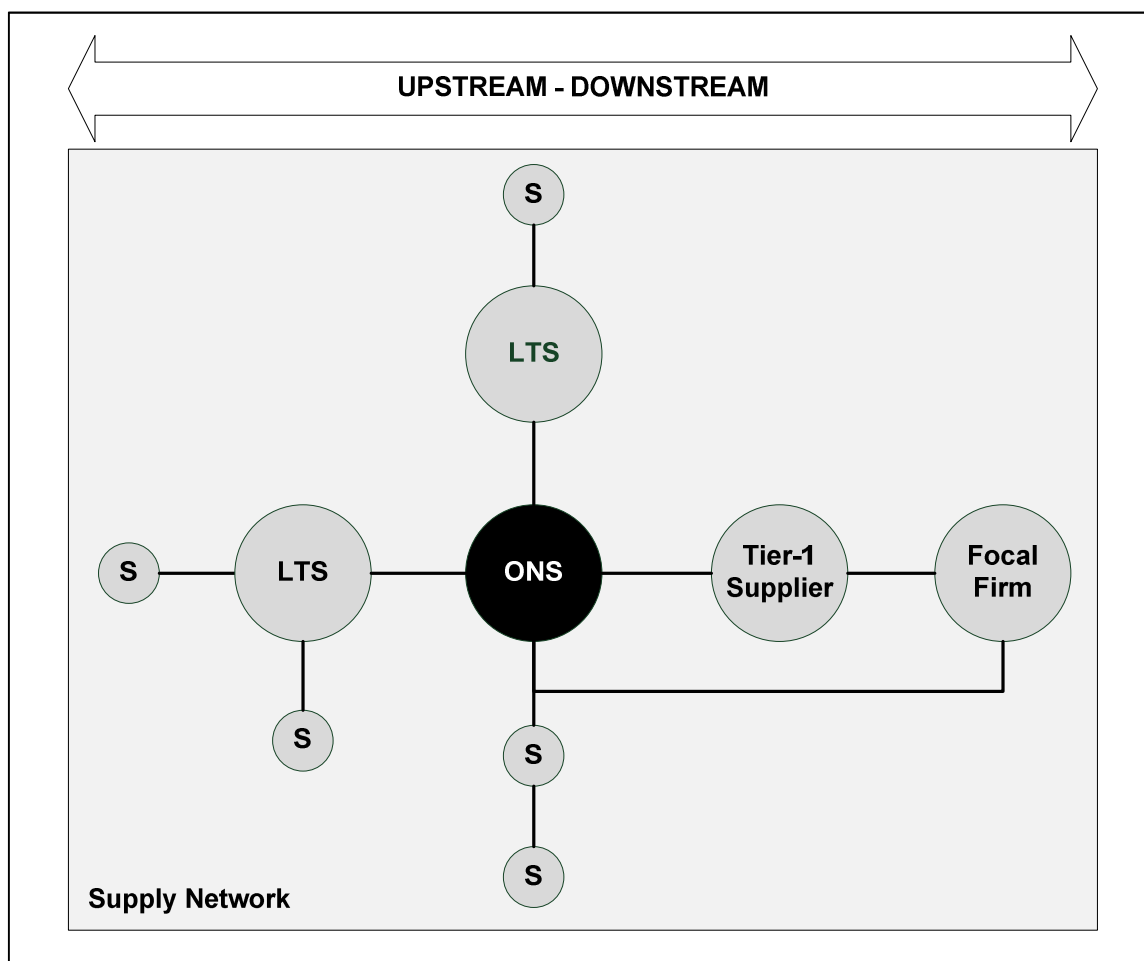 UPSTREAM - DOWNSTREAM
S
LTS
S
LTS
ONS
Tier-1
Supplier
Focal
Firm
S
S
S
Supply Network